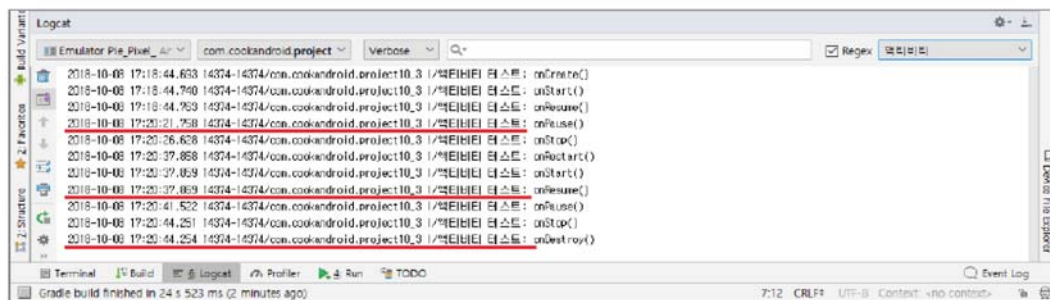 Logcat
Emulator Pie_Pixel_ An
com.cookandroid.project
Verbose
Regex
액티비티
2018-10-08 17:18:44.693 14374-14374/com.cookandroid.project10_3 I/액티비티 테스트: onCreate()
2018-10-08 17:18:44.740 14374-14374/com.cookandroid.project10_3 I/액티비티 테스트: onStart()
2018-10-08 17:18:44.763 14374-14374/com.cookandroid.project10_3 I/액티비티 테스트: onResume()
2018-10-08 17:20:21.758 14374-14374/com.cookandroid.project10_3 I/액티비티 테스트: onPause()
2018-10-08 17:20:26.628 14374-14374/com.cookandroid.project10_3 I/액티비티 테스트: onStop()
2018-10-08 17:20:37.858 14374-14374/com.cookandroid.project10_3 I/액티비티 테스트: onRestart()
2018-10-08 17:20:37.859 14374-14374/com.cookandroid.project10_3 I/액티비티 테스트: onStart()
2018-10-08 17:20:37.869 14374-14374/com.cookandroid.project10_3 I/액티비티 테스트: onResume()
2018-10-08 17:20:41.522 14374-14374/com.cookandroid.project10_3 I/액티비티 테스트: onPause()
2018-10-08 17:20:44.251 14374-14374/com.cookandroid.project10_3 I/액티비티 테스트: onStop()
2018-10-08 17:20:44.254 14374-14374/com.cookandroid.project10_3 I/액티비티 테스트: onDestroy()
Build Variants
2: Favorites
7: Structure
Device File Explorer
Terminal
Build
6: Logcat
Profiler
4: Run
TODO
Event Log
Gradle build finished in 24 s 523 ms (2 minutes ago)
7:12 CRLF UTF-8 Context: <no context>